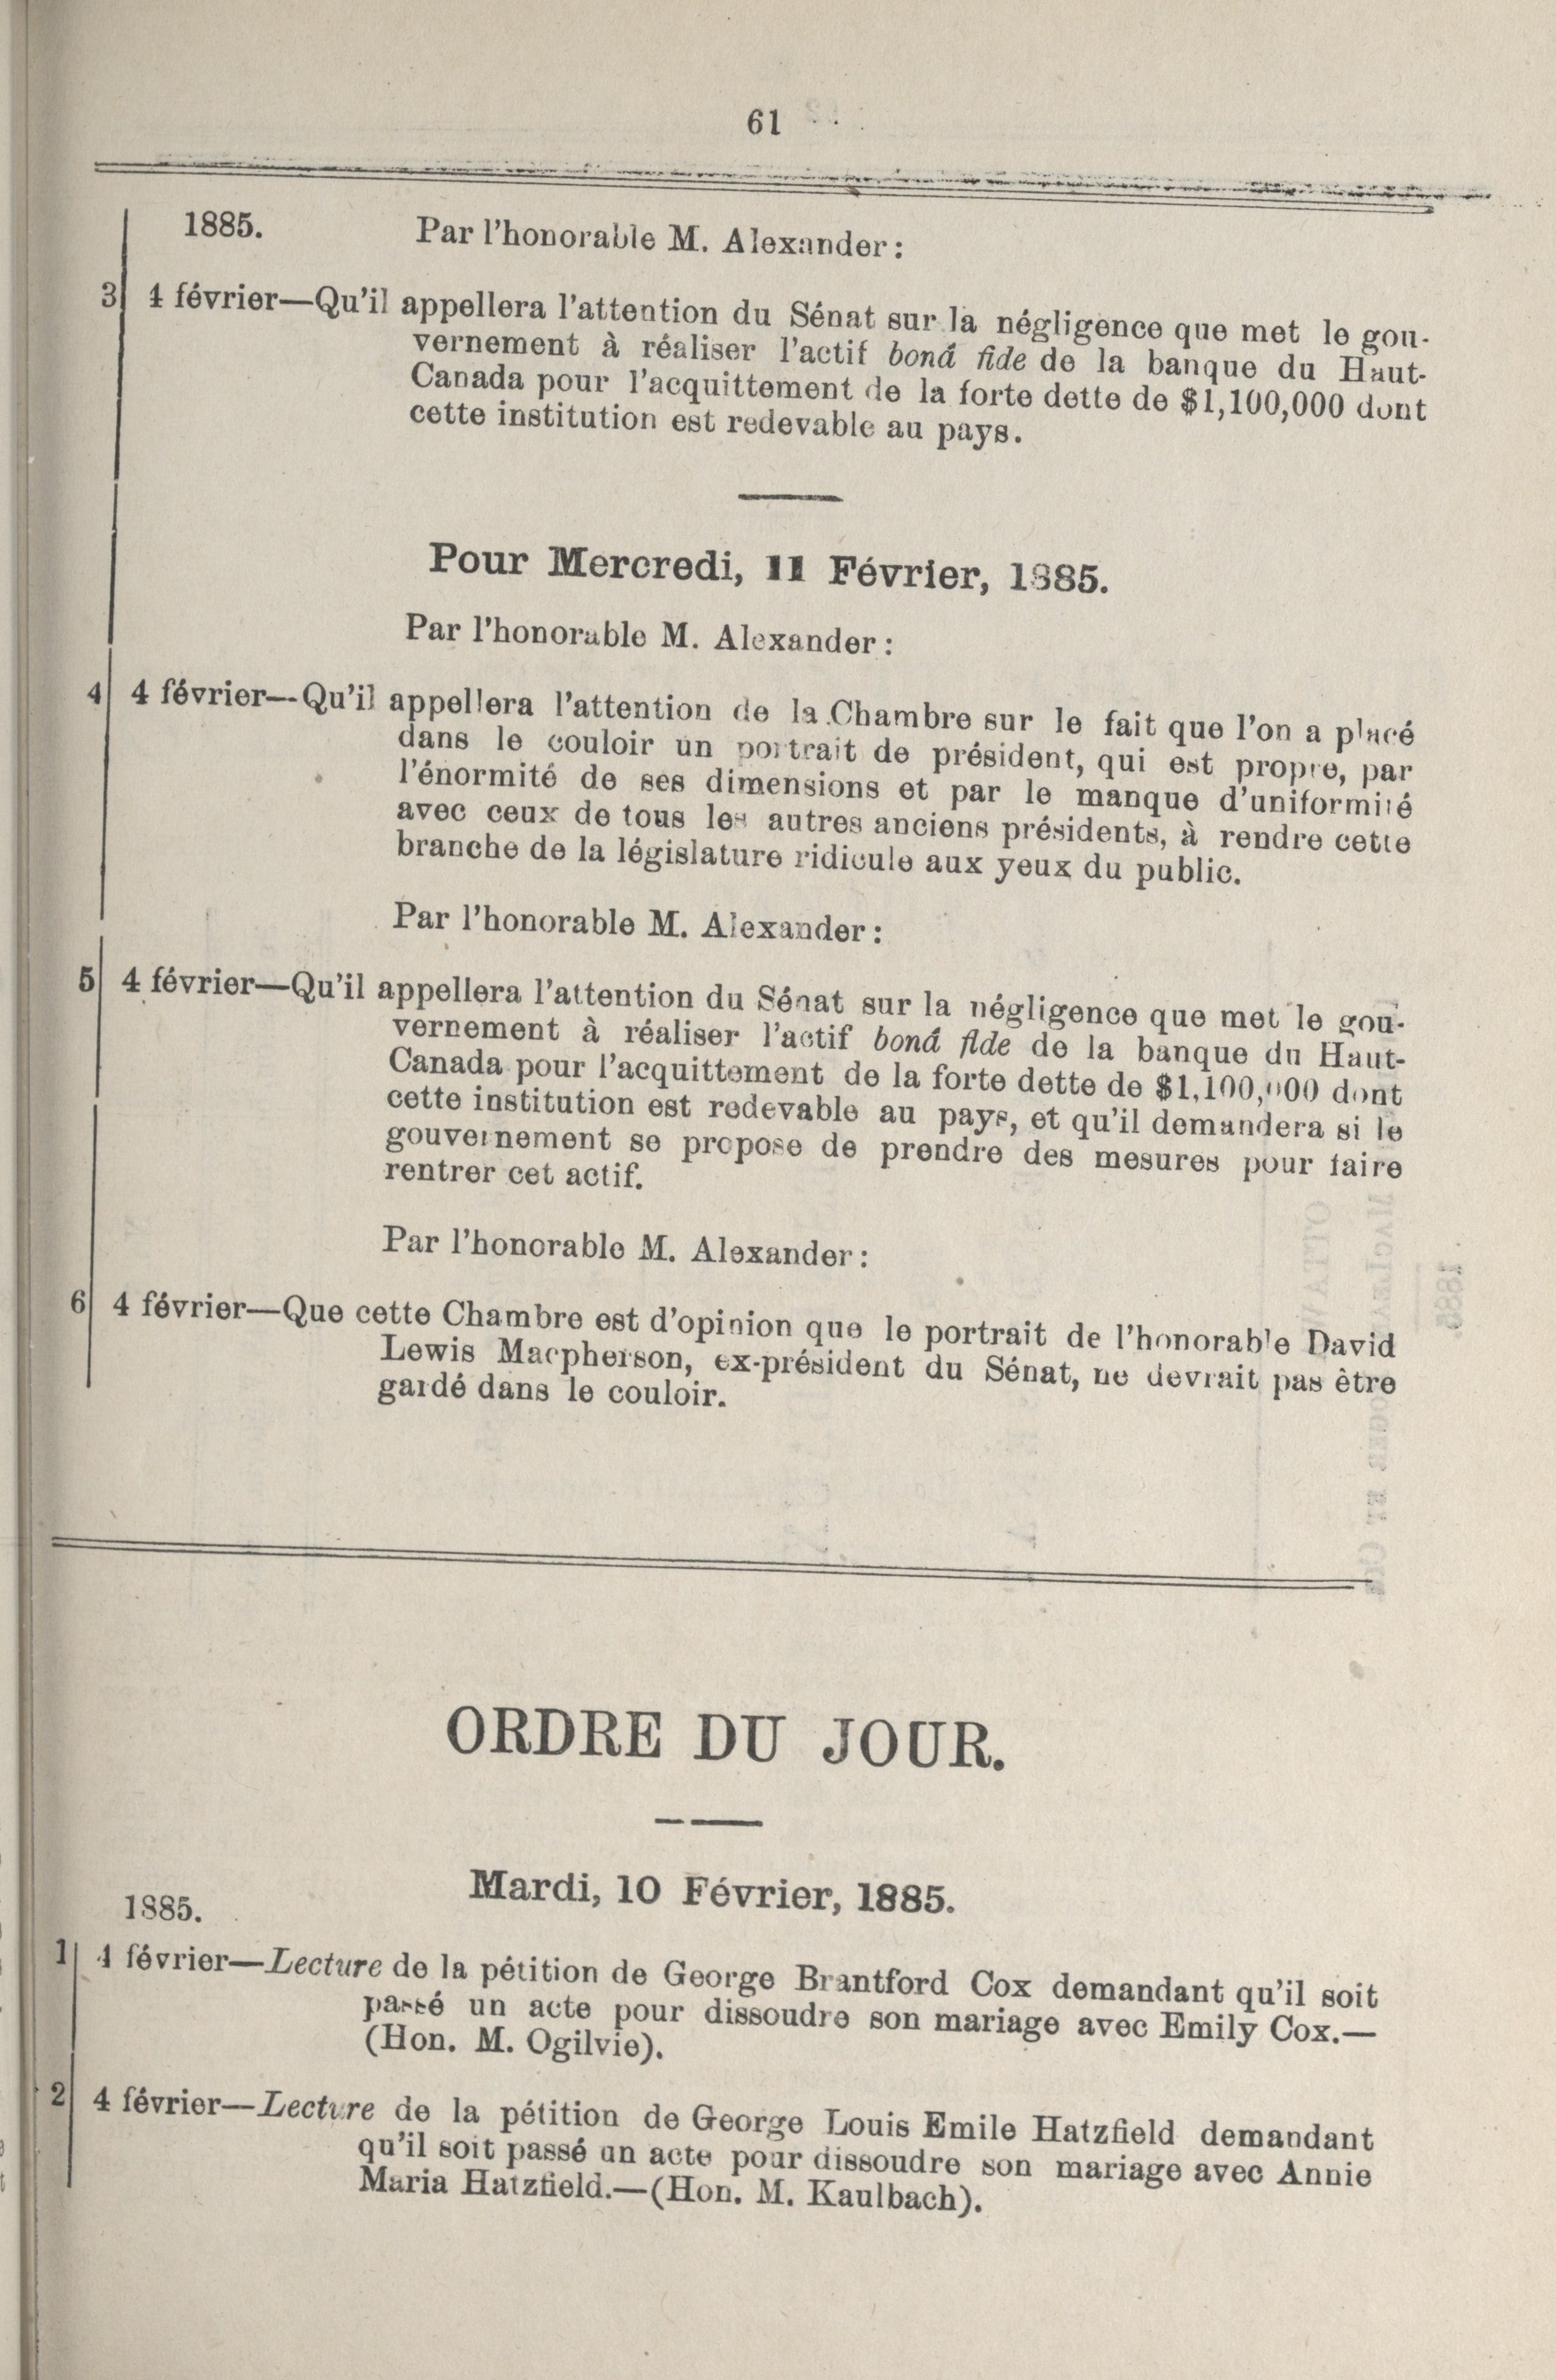 61
1885.
Par l'honorable M. Alexander :
3 4 février—Qu'il appellera l'attention du Sénat sur la négligence que met le gou-
vernement à réaliser l'actif bonâ fide de la banque du Haut-
Canada pour l'acquittement de la forte dette de $1,100,000 dont
cette institution est redevable au pays.
Pour Mercredi, 11 Février, 1885.
Par l'honorable M. Alexander :
4 4 février—Qu'il appellera l'attention de la Chambre sur le fait que l'on a placé
dans le couloir un portrait de président, qui est propre, par
l'énormité de ses dimensions et par le manque d'uniformité
avec ceux de tous les autres anciens présidents, à rendre cette
branche de la législature ridicule aux yeux du public.
Par l'honorable M. Alexander :
5 4 février—Qu'il appellera l'attention du Sénat sur la négligence que met le gou-
vernement à réaliser l'actif bonâ fide de la banque du Haut-
Canada pour l'acquittement de la forte dette de $1,100,000 dont
cette institution est redevable au pays, et qu'il demandera si le
gouvernement se propose de prendre des mesures pour faire
rentrer cet actif.
Par l'honorable M. Alexander :
6 4 février—Que cette Chambre est d'opinion que le portrait de l'honorable David
Lewis Macpherson, ex-président du Sénat, ne devrait pas être
gardé dans le couloir.
ORDRE DU JOUR.
Mardi, 10 Février, 1885.
1885.
1 4 février—Lecture de la pétition de George Brantford Cox demandant qu'il soit
passé un acte pour dissoudre son mariage avec Emily Cox.—
(Hon. M. Ogilvie).
2 4 février—Lecture de la pétition de George Louis Emile Hatzfield demandant
qu'il soit passé un acte pour dissoudre son mariage avec Annie
Maria Hatzfield.—(Hon. M. Kaulbach).